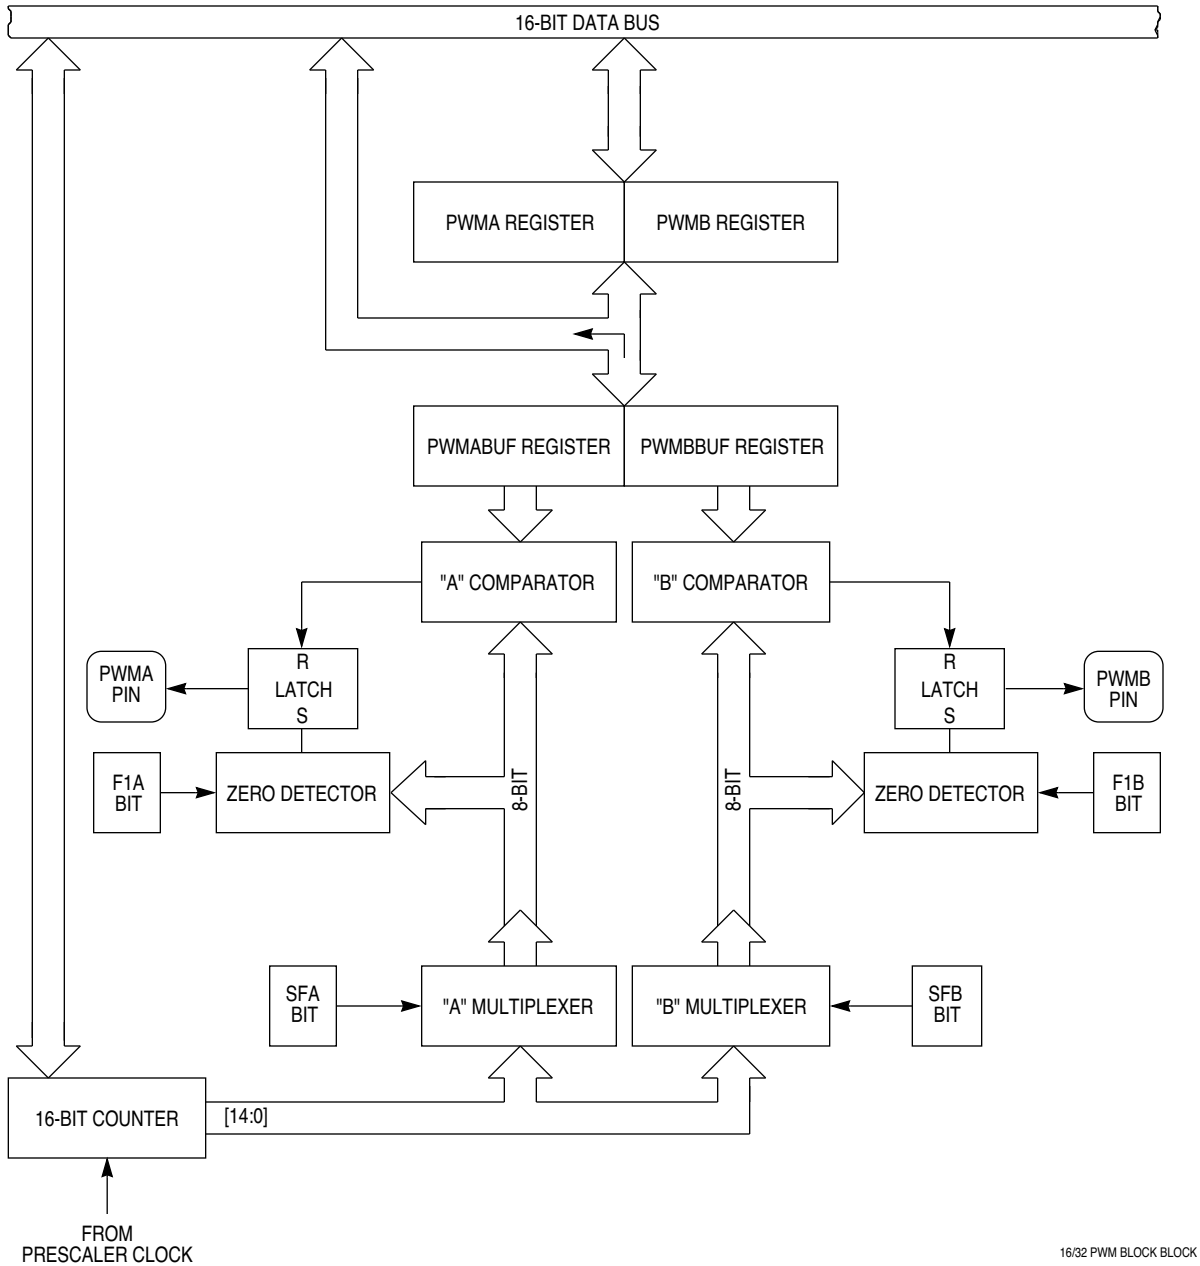 16-BIT DATA BUS
PWMA REGISTER
PWMB REGISTER
PWMABUF REGISTER
PWMBBUF REGISTER
"A" COMPARATOR
"B" COMPARATOR
PWMA
PIN
R
LATCH
S
R
LATCH
S
PWMB
PIN
F1A
BIT
ZERO DETECTOR
8-BIT
8-BIT
ZERO DETECTOR
F1B
BIT
SFA
BIT
"A" MULTIPLEXER
"B" MULTIPLEXER
SFB
BIT
16-BIT COUNTER
[14:0]
FROM
PRESCALER CLOCK
16/32 PWM BLOCK BLOCK